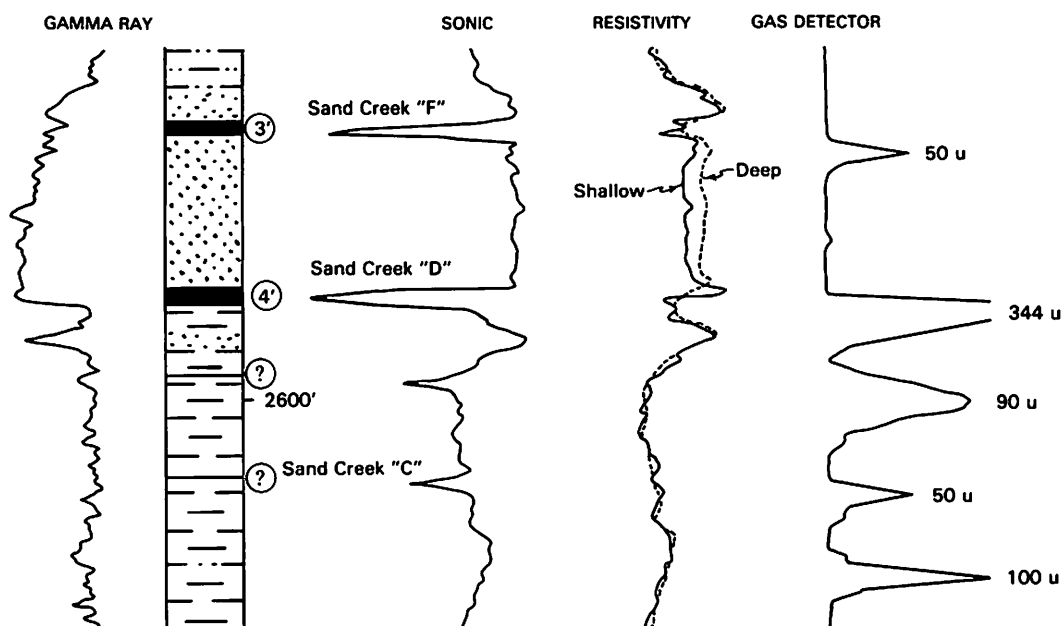 GAMMA RAY SONIC RESISTIVITY GAS DETECTOR
Sand Creek "F"
3'
50 u
Deep
Shallow
Sand Creek "D"
4'
344 u
?
2600'
90 u
Sand Creek "C"
?
50 u
100 u